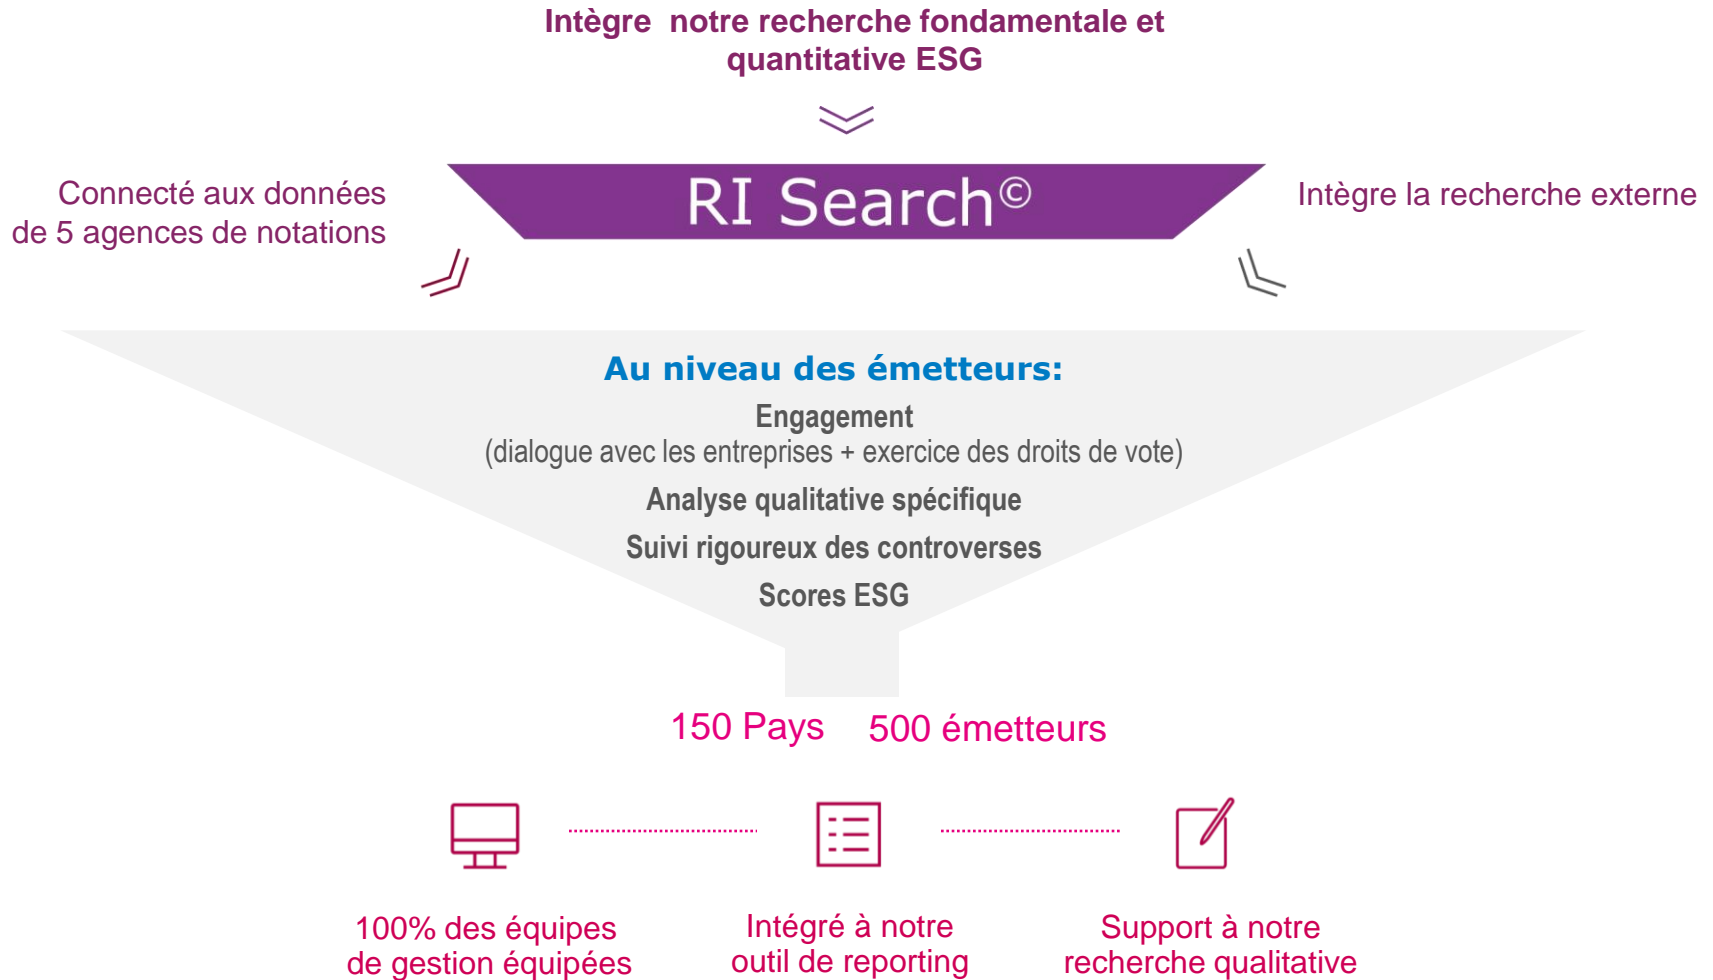 Intègre notre recherche fondamentale et
quantitative ESG
Connecté aux données
de 5 agences de notations
RI Search©
Intègre la recherche externe
Au niveau des émetteurs:
Engagement
(dialogue avec les entreprises + exercice des droits de vote)
Analyse qualitative spécifique
Suivi rigoureux des controverses
Scores ESG
150 Pays 500 émetteurs
100% des équipes
de gestion équipées
Intégré à notre
outil de reporting
Support à notre
recherche qualitative